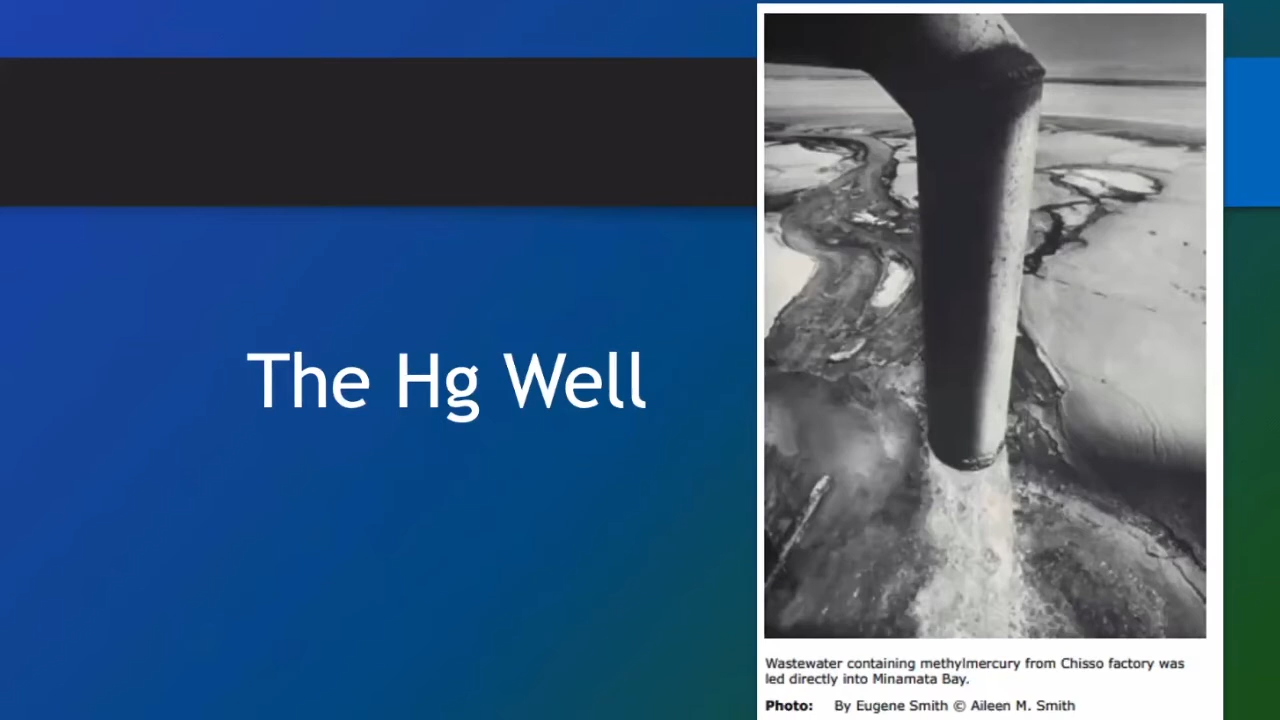 The Hg Well
Wastewater containing methylmercury from Chisso factory was
led directly into Minamata Bay.
Photo: By Eugene Smith © Aileen M. Smith